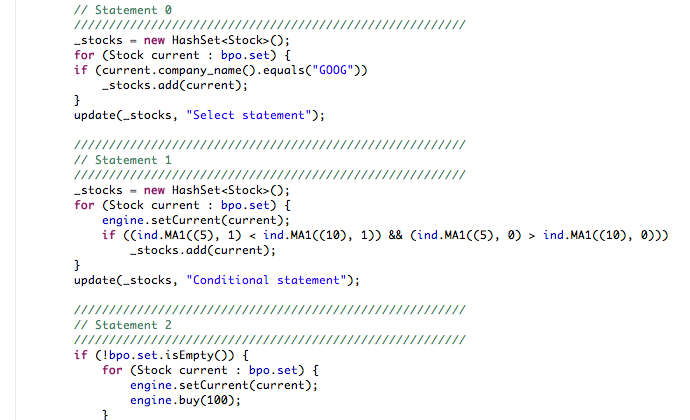 // Statement 0
////////////////////////////////////////////////////////
_stocks = new HashSet<Stock>();
for (Stock current : bpo.set) {
if (current.company_name().equals("GOOG"))
    _stocks.add(current);
}
update(_stocks, "Select statement");
////////////////////////////////////////////////////////
// Statement 1
////////////////////////////////////////////////////////
_stocks = new HashSet<Stock>();
for (Stock current : bpo.set) {
    engine.setCurrent(current);
    if ((ind.MA1((5), 1) < ind.MA1((10), 1)) && (ind.MA1((5), 0) > ind.MA1((10), 0)))
        _stocks.add(current);
}
update(_stocks, "Conditional statement");
////////////////////////////////////////////////////////
// Statement 2
////////////////////////////////////////////////////////
if (!bpo.set.isEmpty()) {
    for (Stock current : bpo.set) {
        engine.setCurrent(current);
        engine.buy(100);
    }